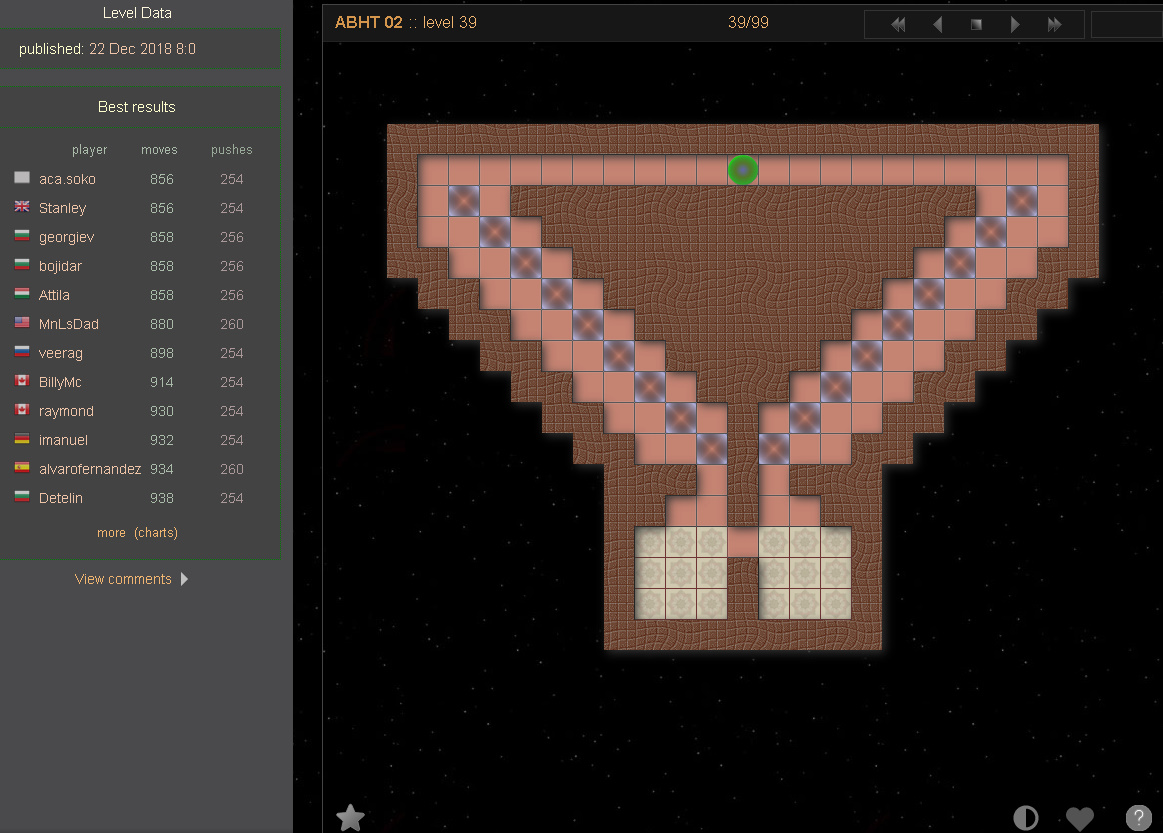 Level Data
published: 22 Dec 2018 8:0
Best results
player moves pushes
aca.soko 856 254
Stanley 856 254
georgiev 858 256
bojidar 858 256
Attila 858 256
MnLsDad 880 260
veerag 898 254
BillyMc 914 254
raymond 930 254
imanuel 932 254
alvarofernandez 934 260
Detelin 938 254
more (charts)
View comments
ABHT 02 :: level 39
39/99
?